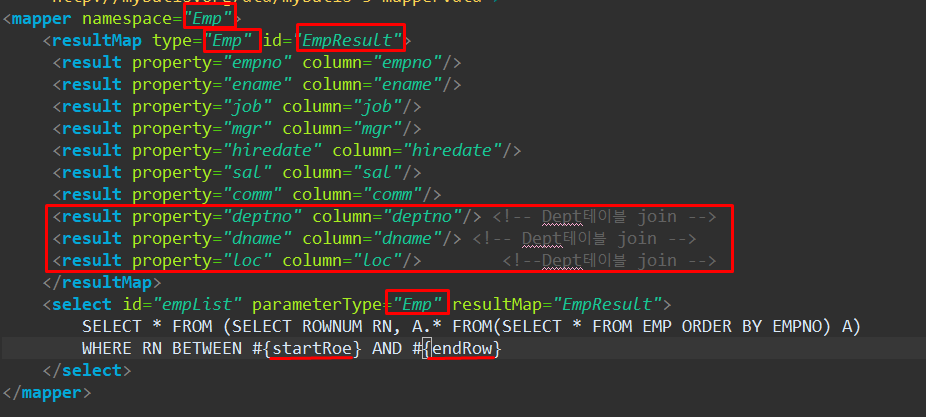 <mapper namespace="Emp">
<resultMap type="Emp" id="EmpResult">
<result property="empno" column="empno"/>
<result property="ename" column="ename"/>
<result property="job" column="job"/>
<result property="mgr" column="mgr"/>
<result property="hiredate" column="hiredate"/>
<result property="sal" column="sal"/>
<result property="comm" column="comm"/>
<result property="deptno" column="deptno"/> <!-- Dept테이블 join -->
<result property="dname" column="dname"/> <!-- Dept테이블 join -->
<result property="loc" column="loc"/> <!--Dept테이블 join -->
</resultMap>
<select id="empList" parameterType="Emp" resultMap="EmpResult">
SELECT * FROM (SELECT ROWNUM RN, A.* FROM(SELECT * FROM EMP ORDER BY EMPNO) A)
WHERE RN BETWEEN #{startRoe} AND #{endRow}
</select>
</mapper>